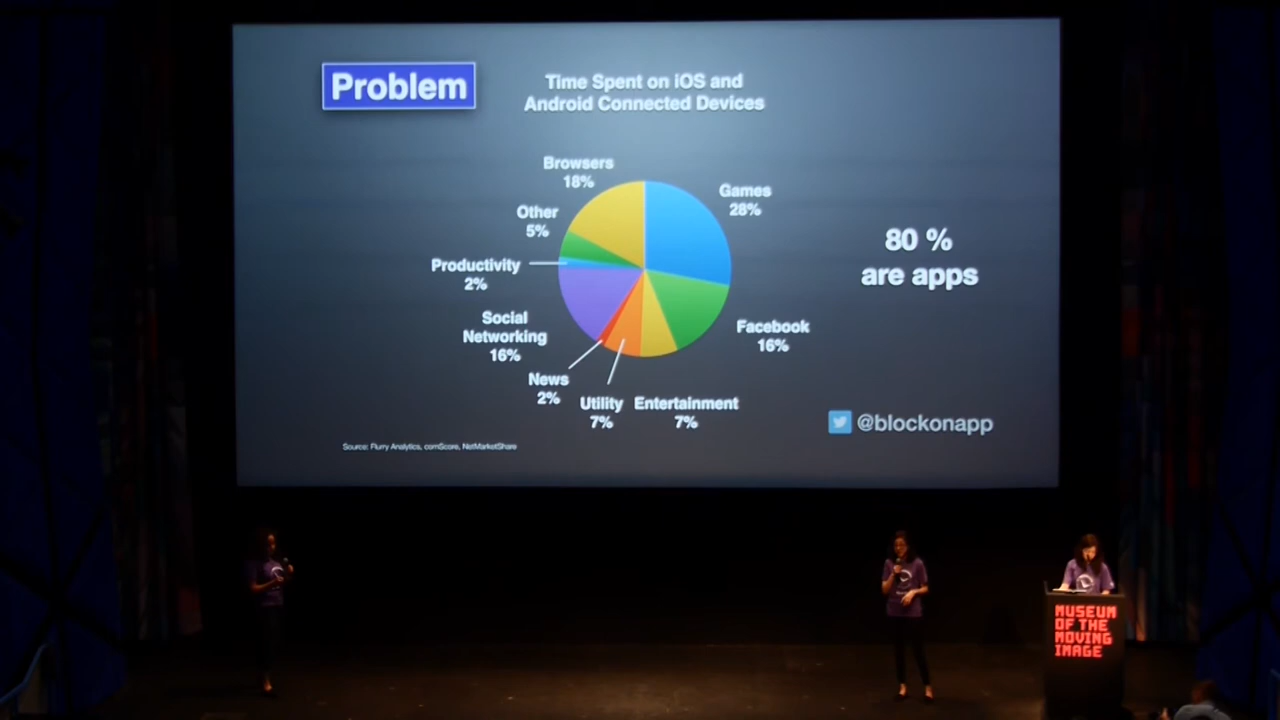 Problem
Time Spent on iOS and
Android Connected Devices
Browsers
18%
Games
28%
Other
5%
80 %
are apps
Productivity
2%
Social
Networking
16%
Facebook
16%
News
2%
Utility
7%
Entertainment
7%
@blockonapp
Source: Flurry Analytics, comScore, NetMarketShare
MUSEUM
OF THE
MOVING
IMAGE